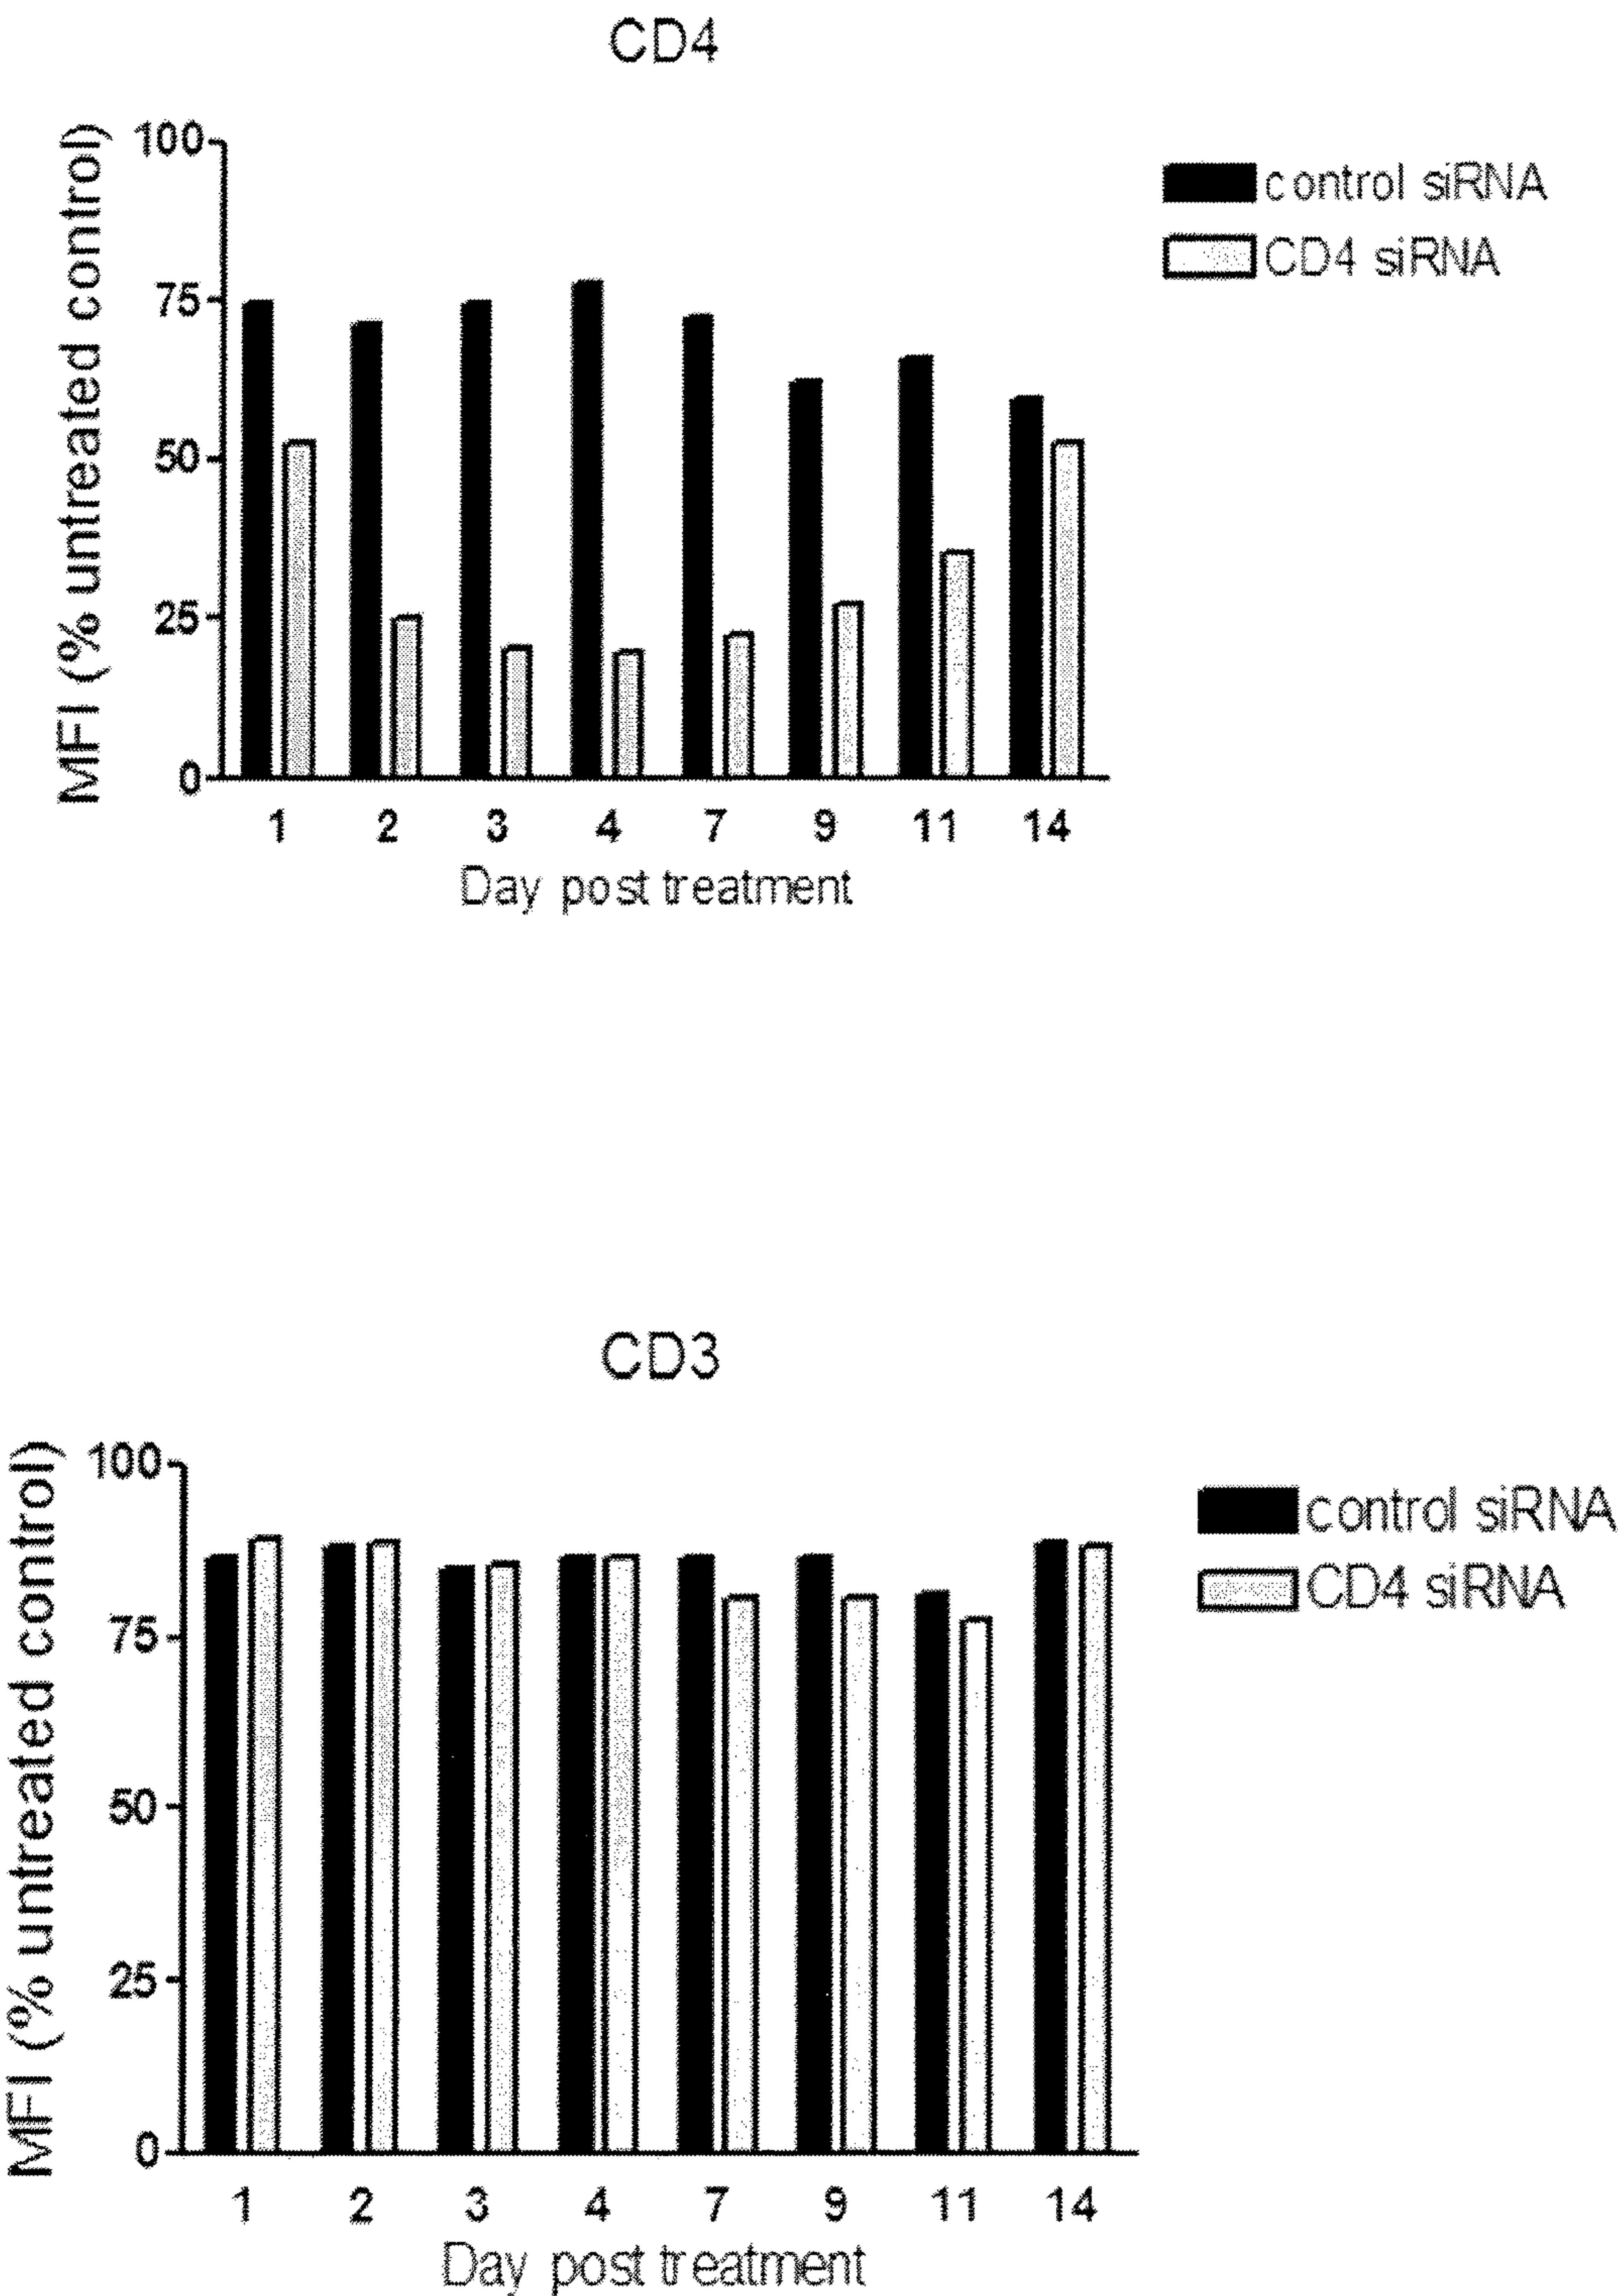 CD4
MFI (% untreated control)
100
75
50
25
0
1 2 3 4 7 9 11 14
Day post treatment
control siRNA
CD4 siRNA
CD3
MFI (% untreated control)
100
75
50
25
0
1 2 3 4 7 9 11 14
Day post treatment
control siRNA
CD4 siRNA